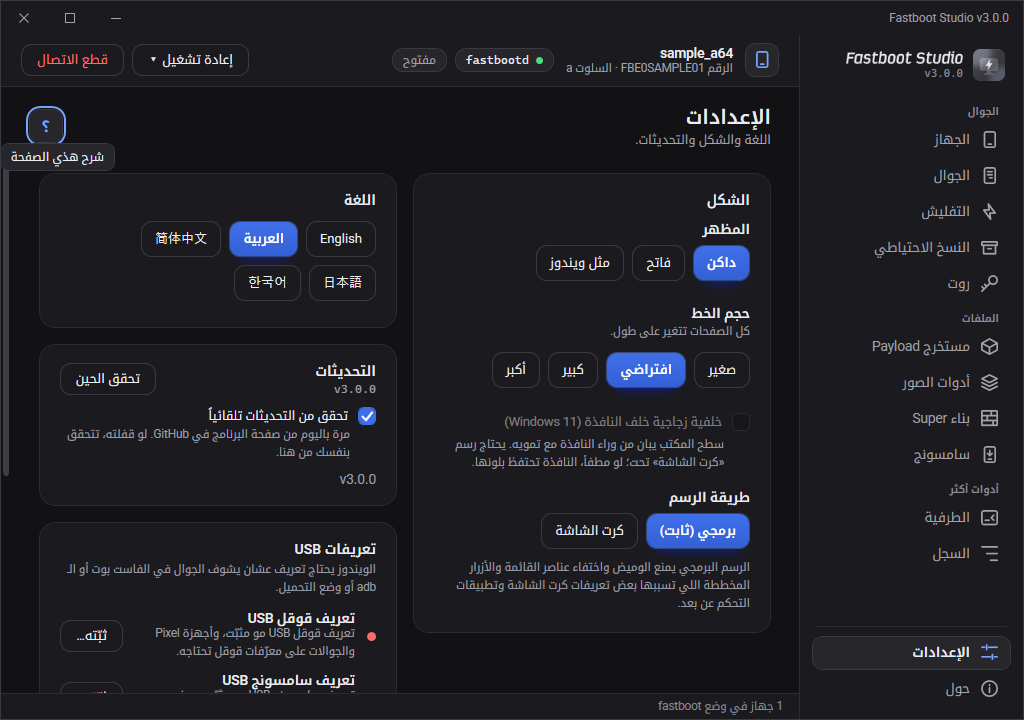 Fastboot Studio v3.0.0
Fastboot Studio
v3.0.0
الجوال
الجهاز
الجوال
التفليش
النسخ الاحتياطي
روت
الملفات
مستخرج Payload
أدوات الصور
بناء Super
سامسونج
أدوات أكثر
الطرفية
السجل
الإعدادات
حول
sample_a64
الرقم FBE0SAMPLE01 · السلوت a
fastbootd
مفتوح
إعادة تشغيل ▾
قطع الاتصال
الإعدادات
اللغة والشكل والتحديثات.
؟
شرح هذي الصفحة
الشكل
المظهر
داكن
فاتح
مثل ويندوز
حجم الخط
كل الصفحات تتغير على طول.
صغير
افتراضي
كبير
أكبر
خلفية زجاجية خلف النافذة (Windows 11)
سطح المكتب يبان من وراء النافذة مع تمويه. يحتاج رسم
«كرت الشاشة» تحت؛ لو مطفأ، النافذة تحتفظ بلونها.
طريقة الرسم
برمجي (ثابت)
كرت الشاشة
الرسم البرمجي يمنع الوميض واختفاء عناصر القائمة والأزرار
المخططة اللي تسببها بعض تعريفات كرت الشاشة وتطبيقات
التحكم عن بعد.
اللغة
English
العربية
简体中文
日本語
한국어
التحديثات
v3.0.0
تحقق الحين
تحقق من التحديثات تلقائياً
مرة باليوم من صفحة البرنامج في GitHub. لو قفلته، تتحقق
بنفسك من هنا.
v3.0.0
تعريفات USB
الويندوز يحتاج تعريف عشان يشوف الجوال في الفاست بوت أو الـ
adb أو وضع التحميل.
تعريف قوقل USB
تعريف قوقل USB مو مثبّت، وأجهزة Pixel
والجوالات على معرّفات قوقل تحتاجه.
ثبّته...
تعريف سامسونج USB
1 جهاز في وضع fastboot